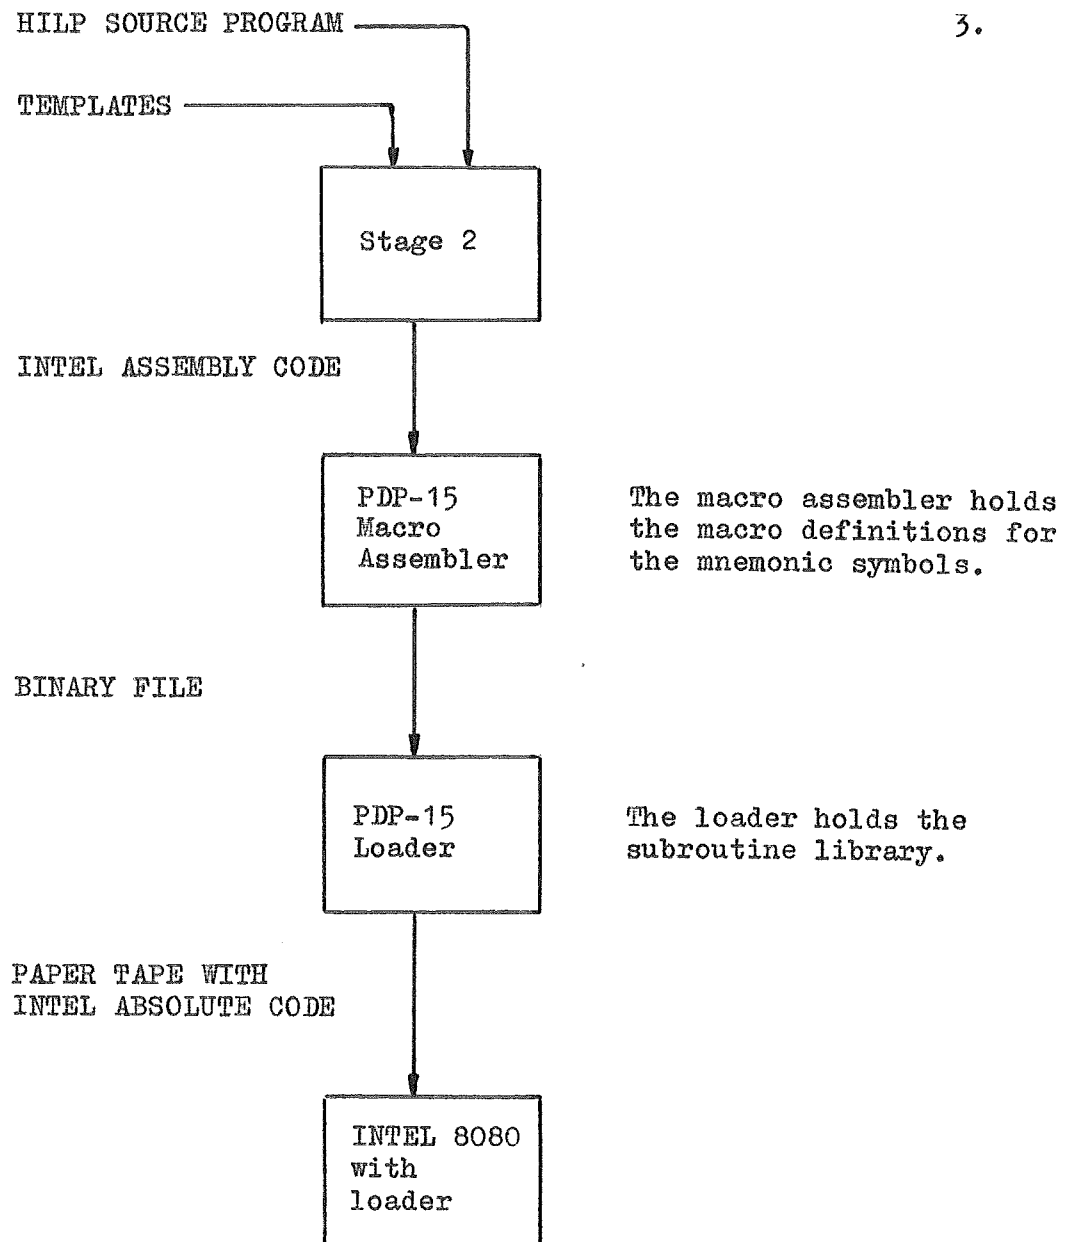 HILP SOURCE PROGRAM
3.
TEMPLATES
Stage 2
INTEL ASSEMBLY CODE
PDP-15
Macro
Assembler
The macro assembler holds
the macro definitions for
the mnemonic symbols.
BINARY FILE
PDP-15
Loader
The loader holds the
subroutine library.
PAPER TAPE WITH
INTEL ABSOLUTE CODE
INTEL 8080
with
loader